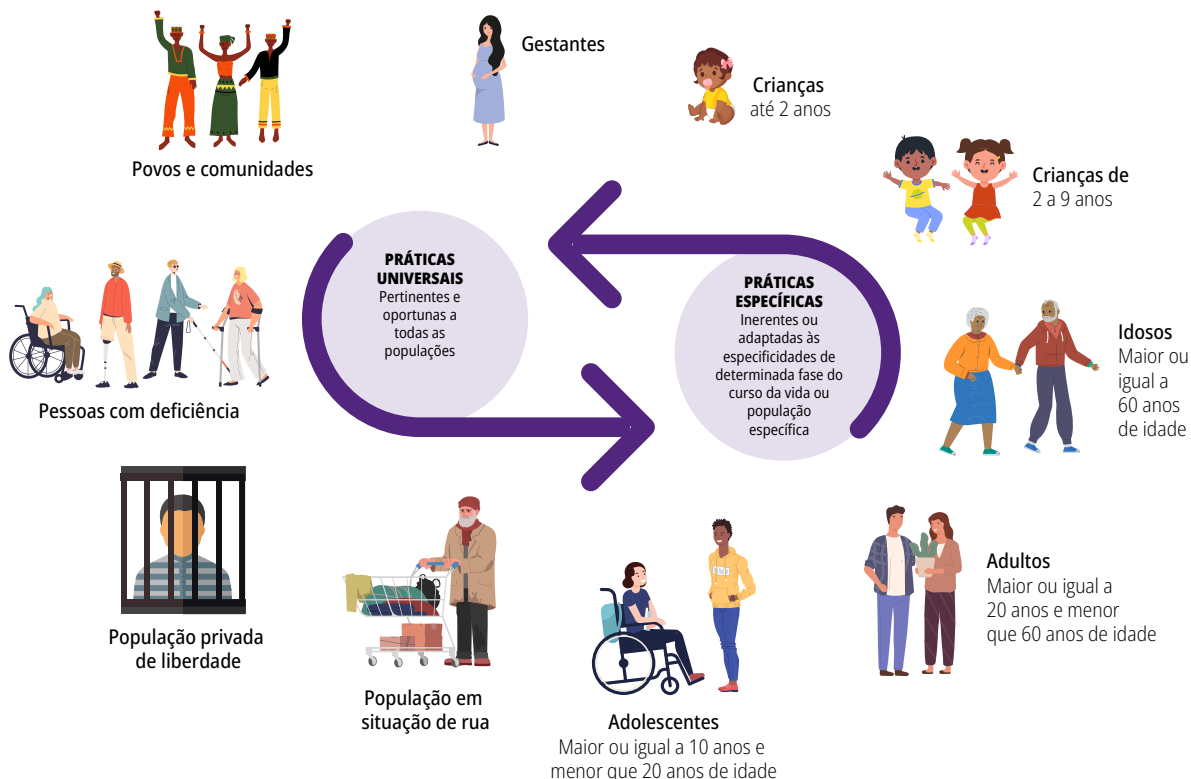 Povos e comunidades
Gestantes
Crianças
até 2 anos
Crianças de
2 a 9 anos
PRÁTICAS
UNIVERSAIS
Pertinentes e
oportunas a
todas as
populações
PRÁTICAS
ESPECÍFICAS
Inerentes ou
adaptadas às
especificidades de
determinada fase do
curso da vida ou
população
específica
Idosos
Maior ou
igual a
60 anos
de idade
Pessoas com deficiência
Adultos
Maior ou igual a
20 anos e menor
que 60 anos de idade
População privada
de liberdade
População em
situação de rua
Adolescentes
Maior ou igual a 10 anos e
menor que 20 anos de idade